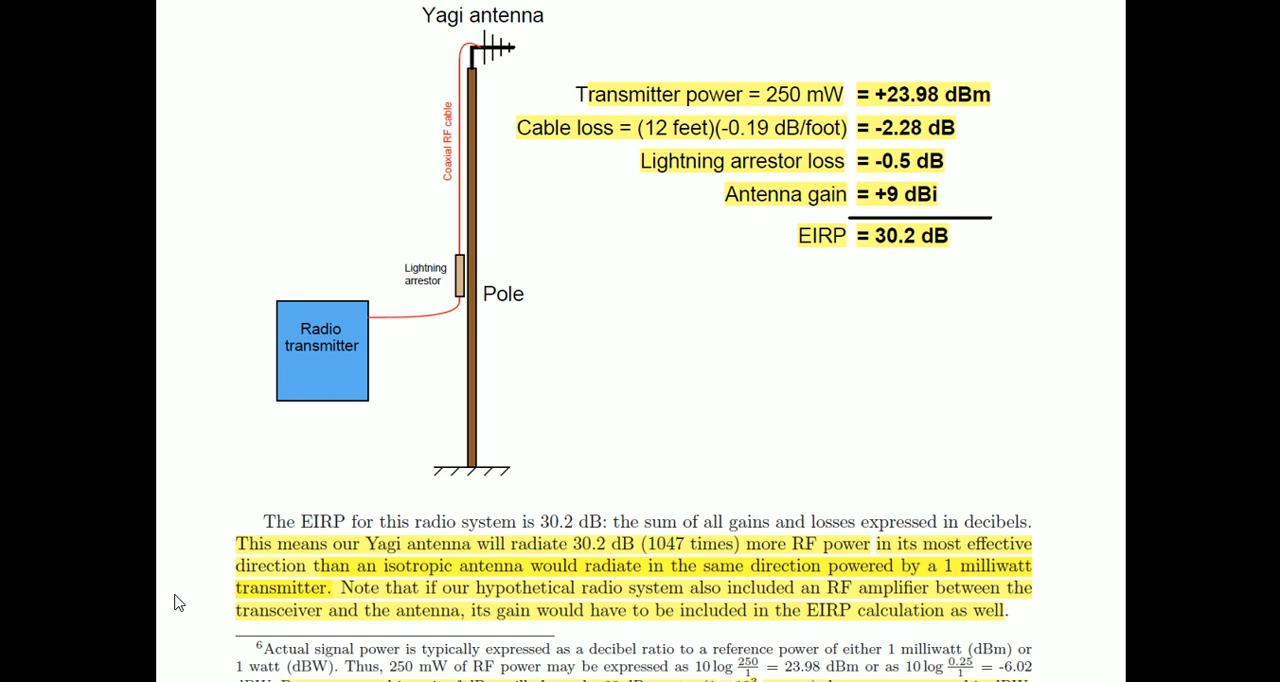 Yagi antenna
Coaxial RF cable
Transmitter power = 250 mW = +23.98 dBm
Cable loss = (12 feet)(-0.19 dB/foot) = -2.28 dB
Lightning arrestor loss = -0.5 dB
Antenna gain = +9 dBi
EIRP = 30.2 dB
Lightning
arrestor
Pole
Radio
transmitter
The EIRP for this radio system is 30.2 dB: the sum of all gains and losses expressed in decibels.
This means our Yagi antenna will radiate 30.2 dB (1047 times) more RF power in its most effective
direction than an isotropic antenna would radiate in the same direction powered by a 1 milliwatt
transmitter. Note that if our hypothetical radio system also included an RF amplifier between the
transceiver and the antenna, its gain would have to be included in the EIRP calculation as well.
6Actual signal power is typically expressed as a decibel ratio to a reference power of either 1 milliwatt (dBm) or
1 watt (dBW). Thus, 250 mW of RF power may be expressed as 10 log 250/1 = 23.98 dBm or as 10 log 0.25/1 = -6.02